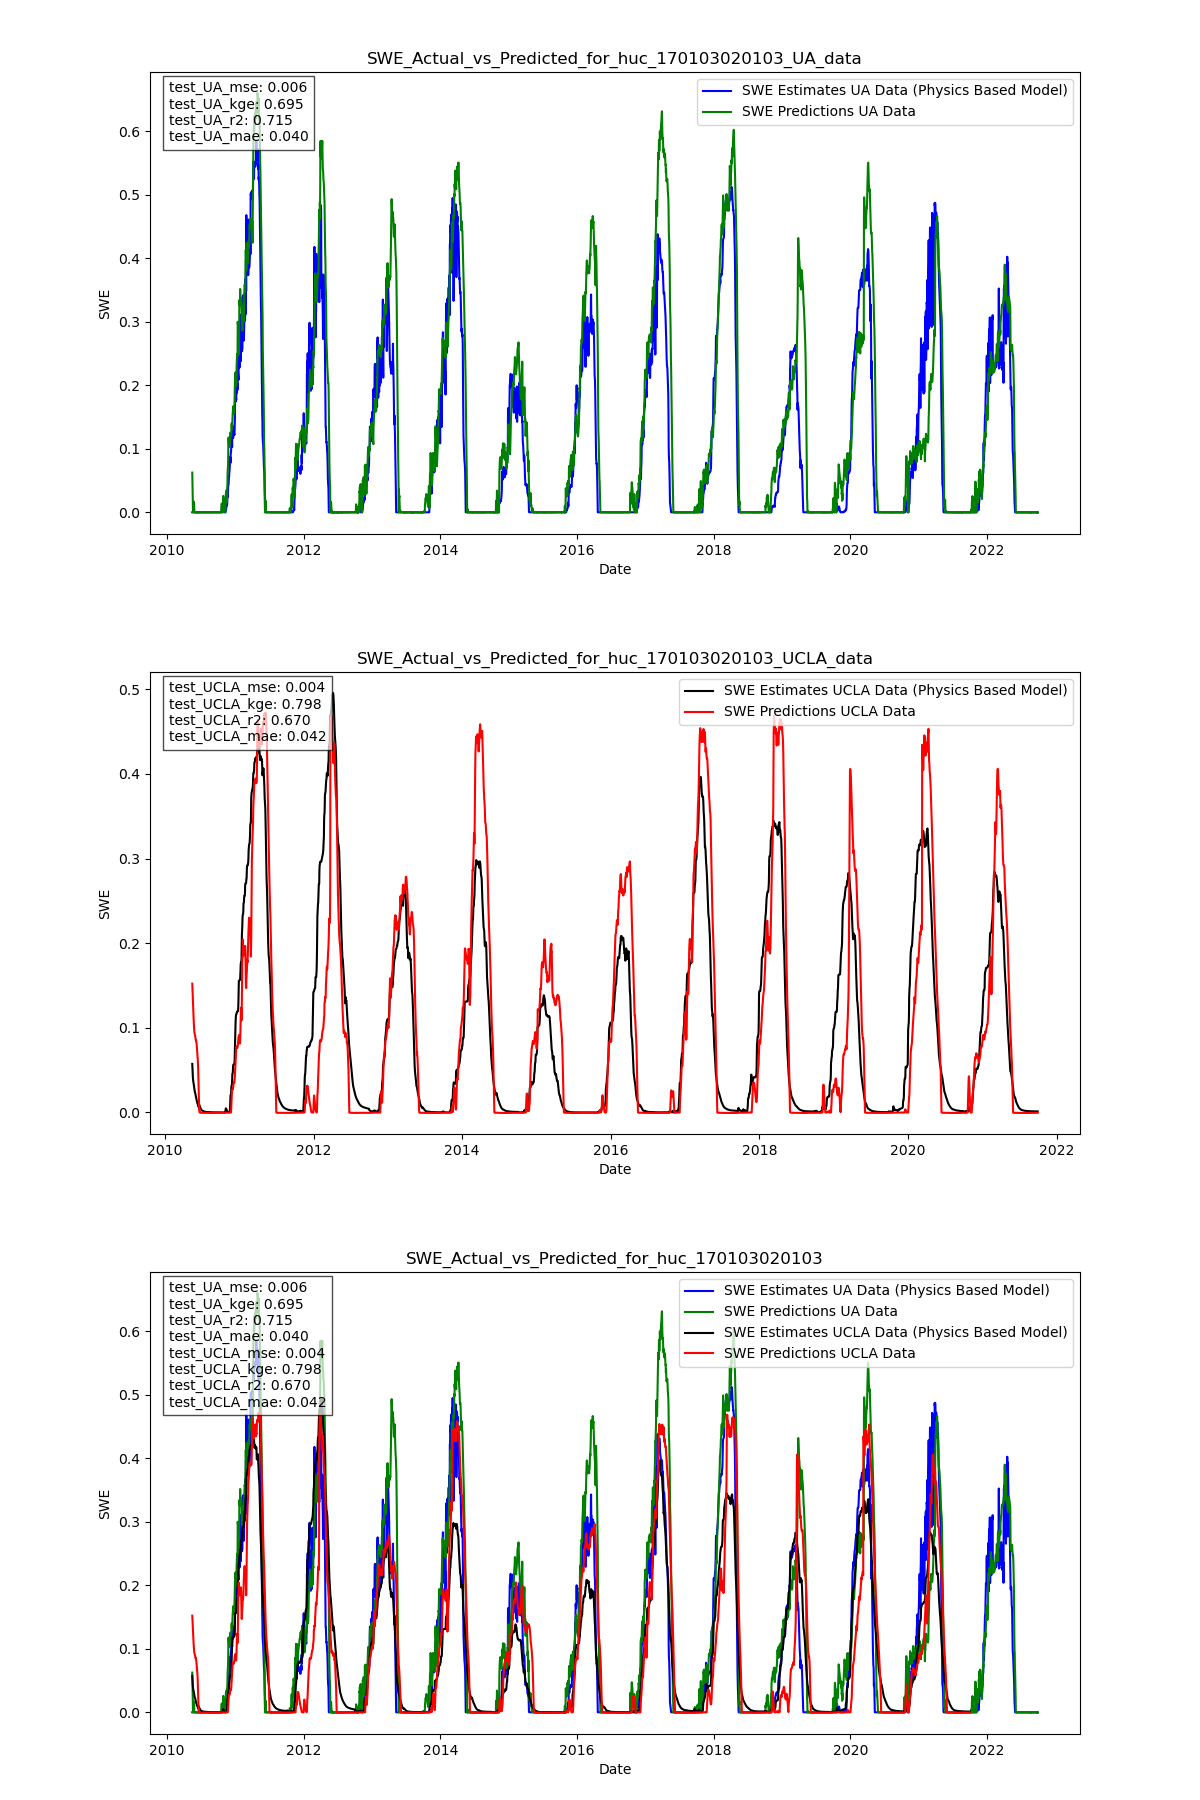 SWE_Actual_vs_Predicted_for_huc_170103020103_UA_data
test_UA_mse: 0.006
test_UA_kge: 0.695
test_UA_r2: 0.715
test_UA_mae: 0.040
SWE Estimates UA Data (Physics Based Model)
SWE Predictions UA Data
0.6
0.5
0.4
0.3
0.2
0.1
0.0
SWE
2010 2012 2014 2016 2018 2020 2022
Date
SWE_Actual_vs_Predicted_for_huc_170103020103_UCLA_data
test_UCLA_mse: 0.004
test_UCLA_kge: 0.798
test_UCLA_r2: 0.670
test_UCLA_mae: 0.042
SWE Estimates UCLA Data (Physics Based Model)
SWE Predictions UCLA Data
0.5
0.4
0.3
0.2
0.1
0.0
SWE
2010 2012 2014 2016 2018 2020 2022
Date
SWE_Actual_vs_Predicted_for_huc_170103020103
test_UA_mse: 0.006
test_UA_kge: 0.695
test_UA_r2: 0.715
test_UA_mae: 0.040
test_UCLA_mse: 0.004
test_UCLA_kge: 0.798
test_UCLA_r2: 0.670
test_UCLA_mae: 0.042
SWE Estimates UA Data (Physics Based Model)
SWE Predictions UA Data
SWE Estimates UCLA Data (Physics Based Model)
SWE Predictions UCLA Data
0.6
0.5
0.4
0.3
0.2
0.1
0.0
SWE
2010 2012 2014 2016 2018 2020 2022
Date